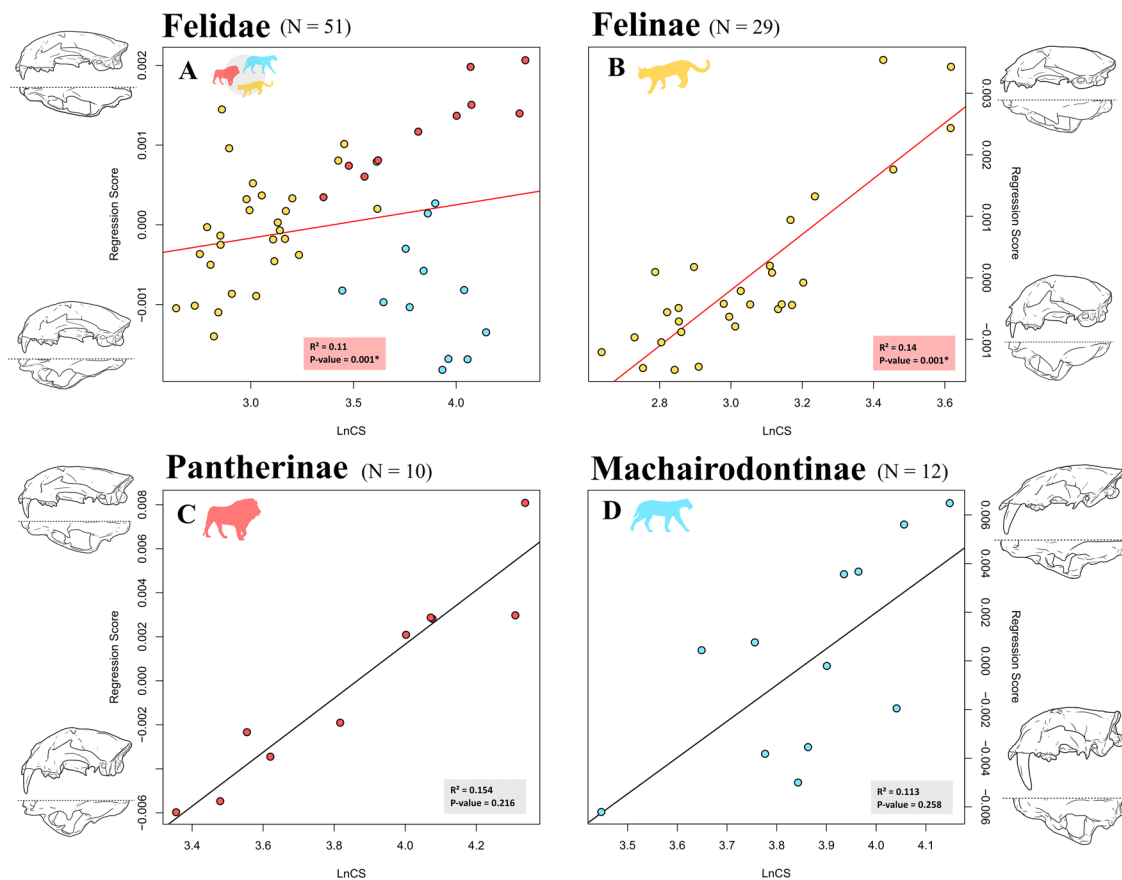 Felidae (N = 51)
A
0.002
0.001
0.000
−0.001
Regression Score
R² = 0.11
P-value = 0.001*
3.0 3.5 4.0
LnCS
Felinae (N = 29)
B
0.003
0.002
0.001
−0.000
−0.001
Regression Score
R² = 0.14
P-value = 0.001*
2.8 3.0 3.2 3.4 3.6
LnCS
Pantherinae (N = 10)
C
0.008
0.006
0.004
0.002
0.000
−0.002
−0.006
Regression Score
R² = 0.154
P-value = 0.216
3.4 3.6 3.8 4.0 4.2
LnCS
Machairodontinae (N = 12)
D
0.006
0.004
0.002
0.000
−0.002
−0.004
−0.006
Regression Score
R² = 0.113
P-value = 0.258
3.5 3.6 3.7 3.8 3.9 4.0 4.1
LnCS